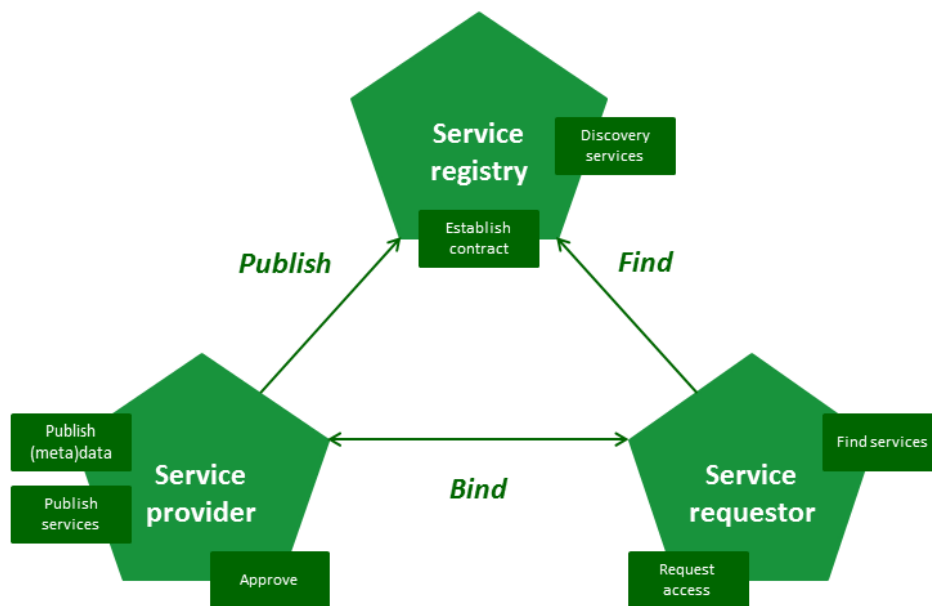 Service
registry
Discovery
services
Establish
contract
Publish
Find
Publish
(meta)data
Publish
services
Service
provider
Approve
Bind
Service
requestor
Find services
Request
access